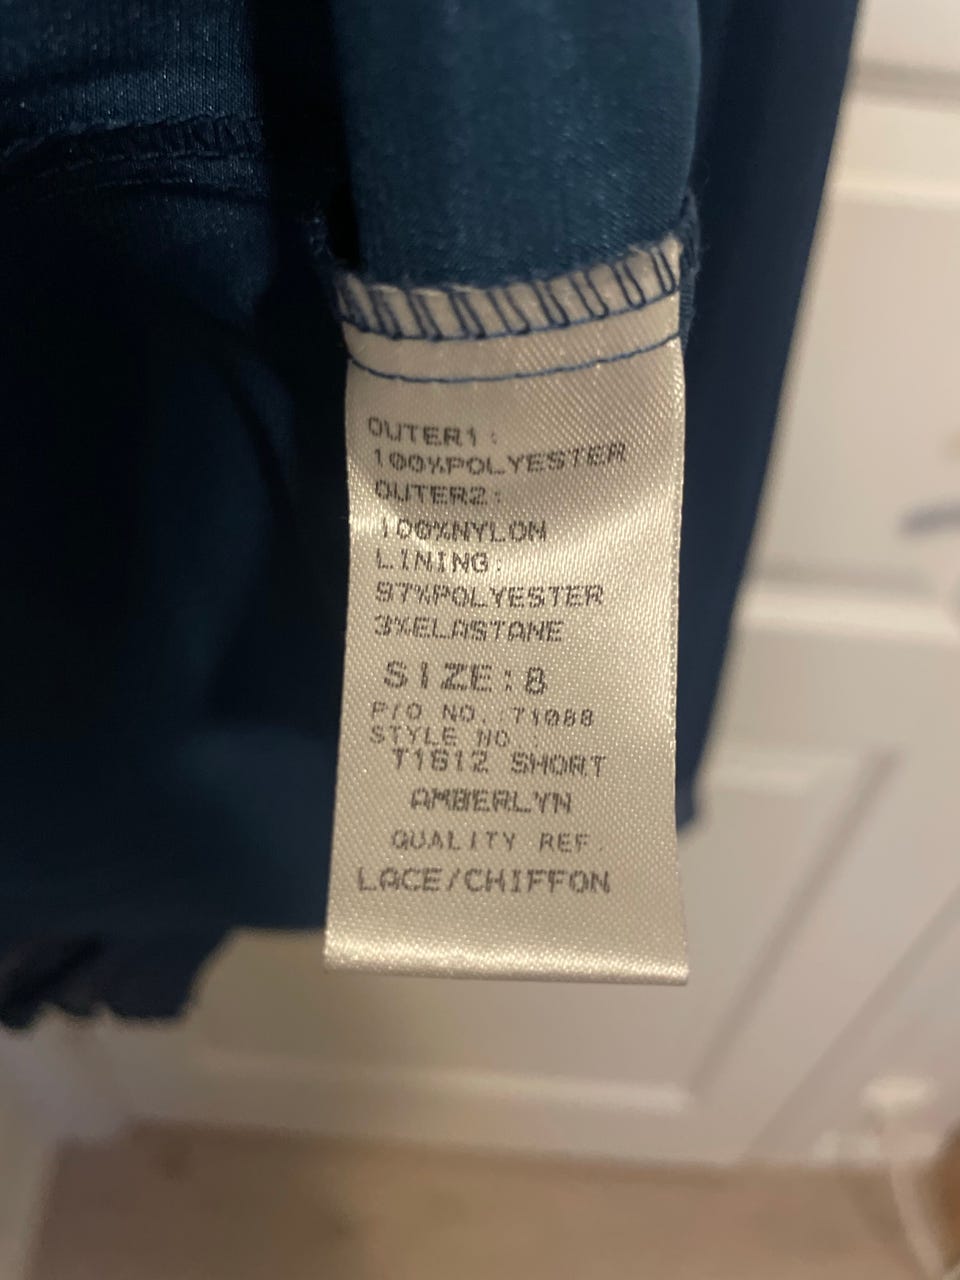 OUTER1:
100%POLYESTER
OUTER2:
100%NYLON
LINING:
97%POLYESTER
3%ELASTANE
SIZE:8
P/O NO.:71088
STYLE NO.:
T1612 SHORT
AMBERLYN
QUALITY REF.
LACE/CHIFFON